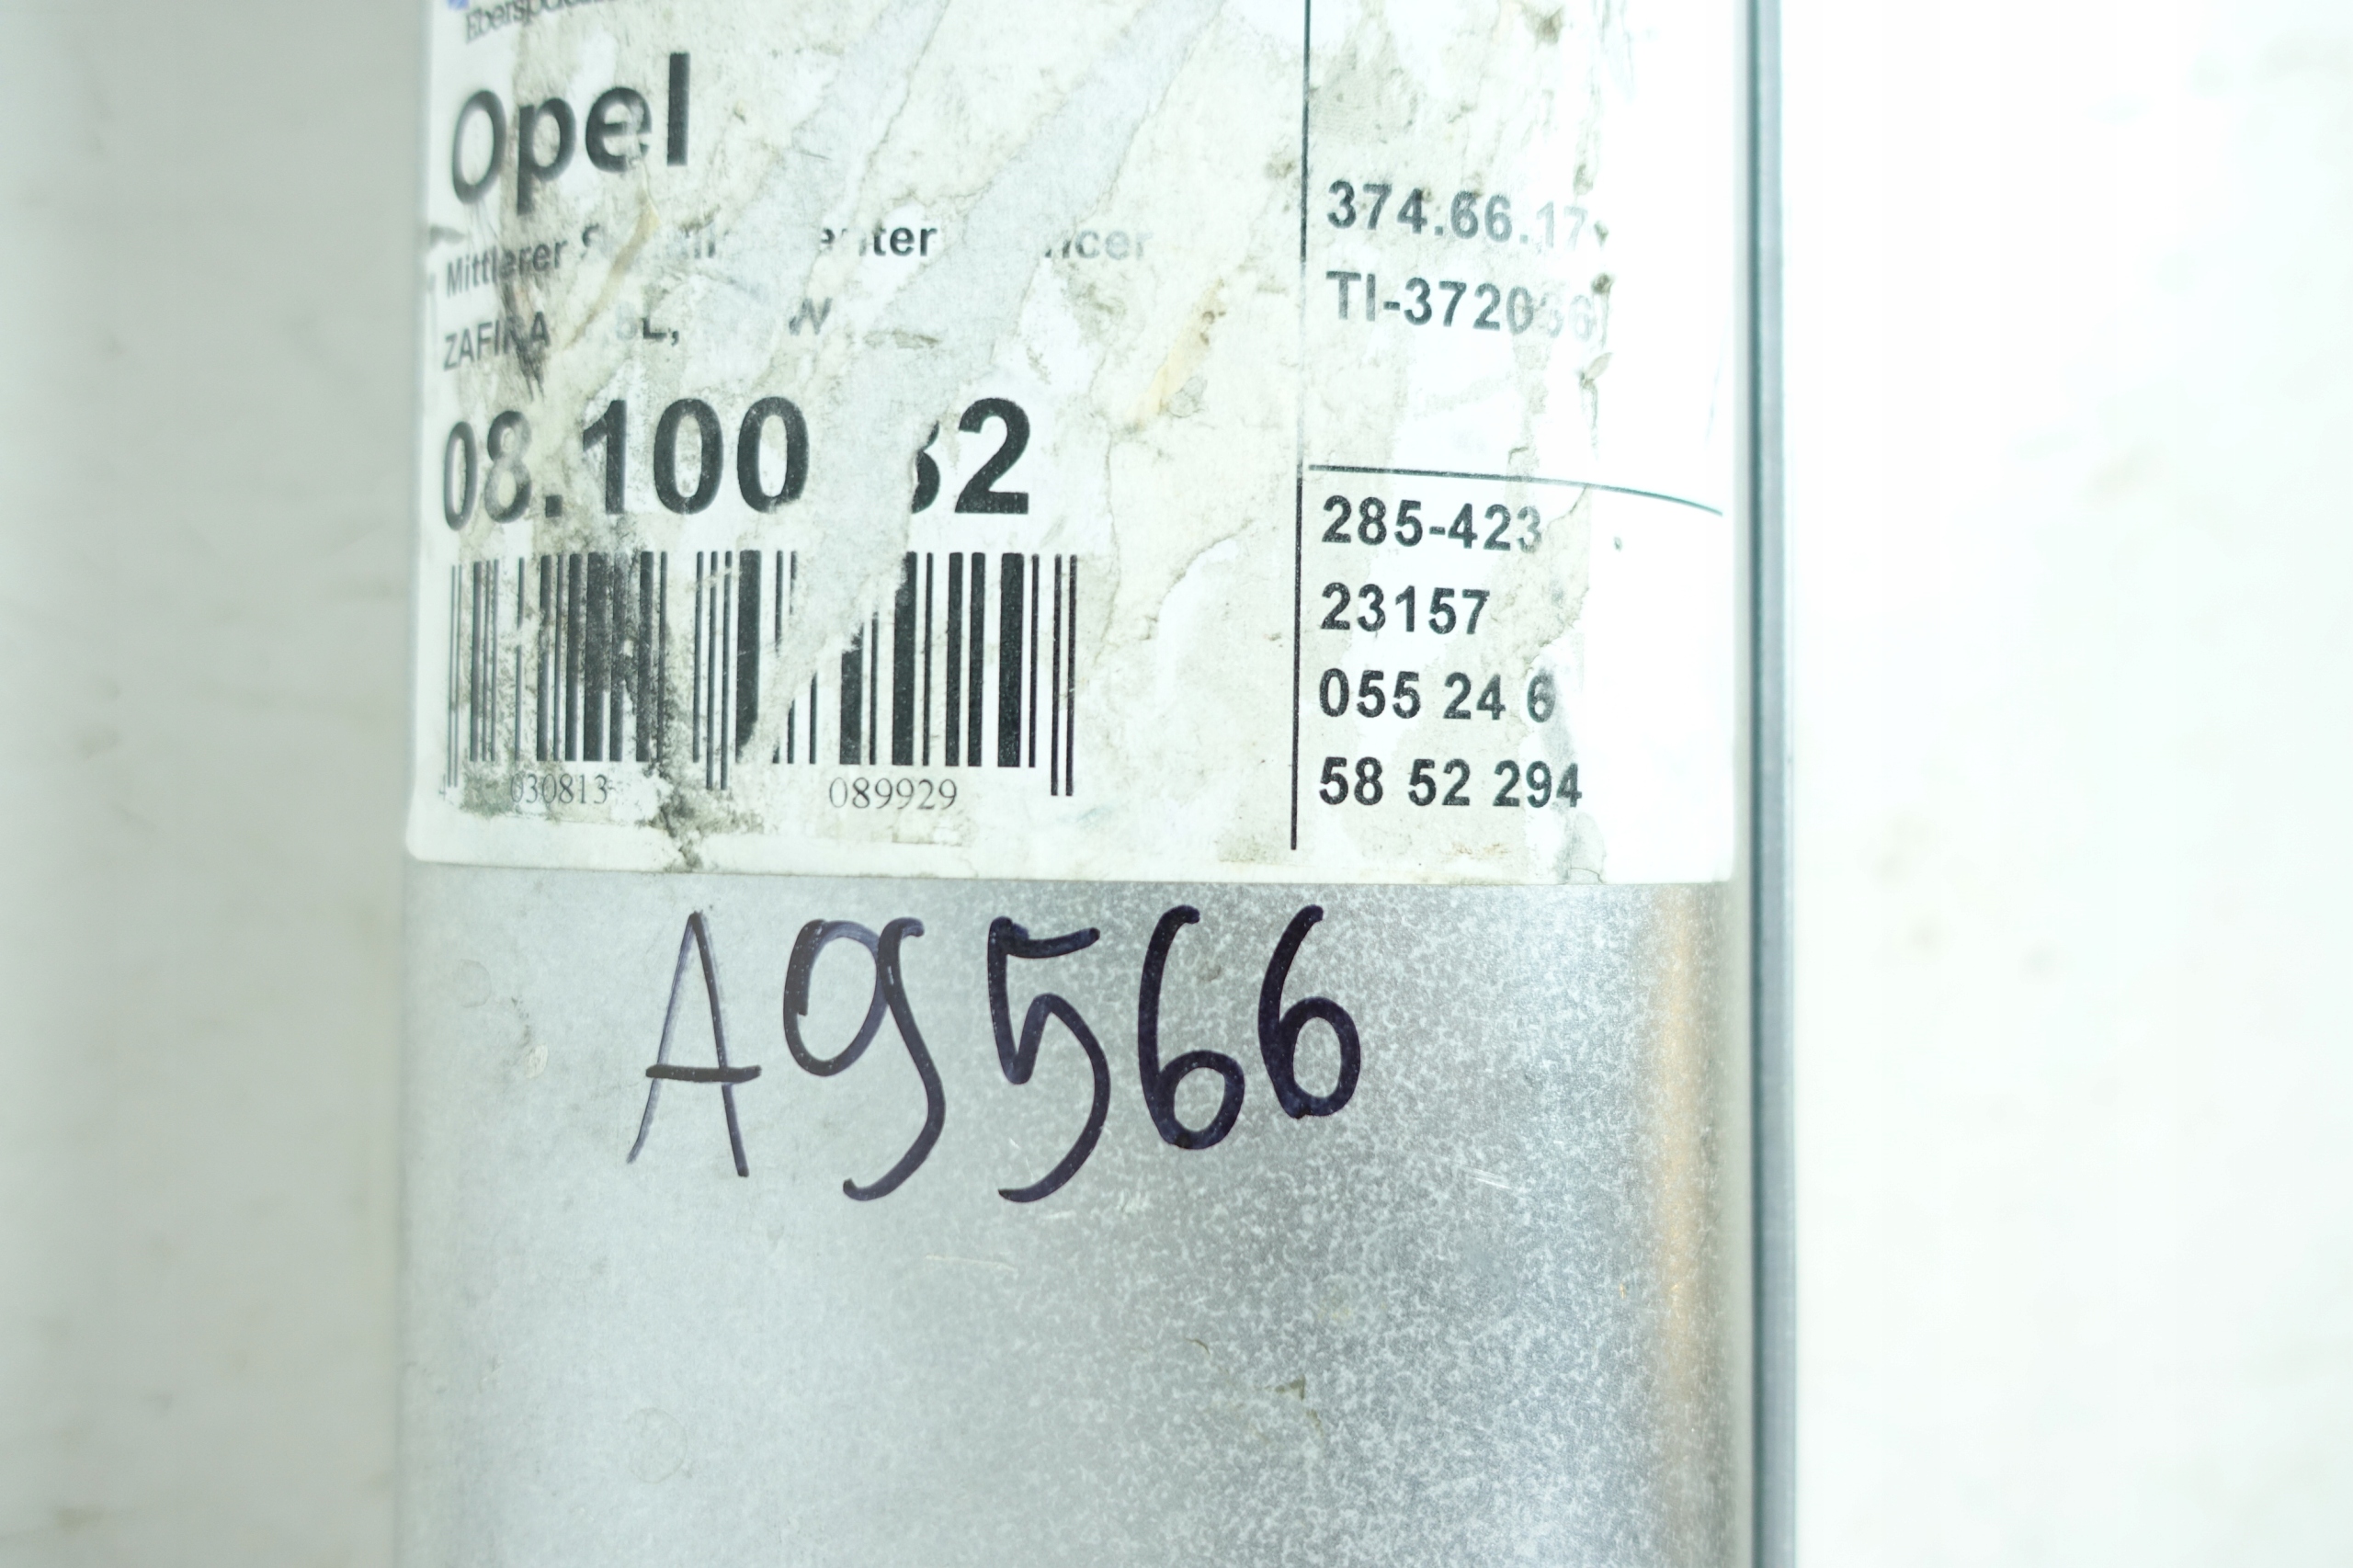 Opel
Mittlerer
ZAFIRA
08.100
374.66.17
TI-3720
285-423
23157
055 24 6
58 52 294
030813
089929
A9566